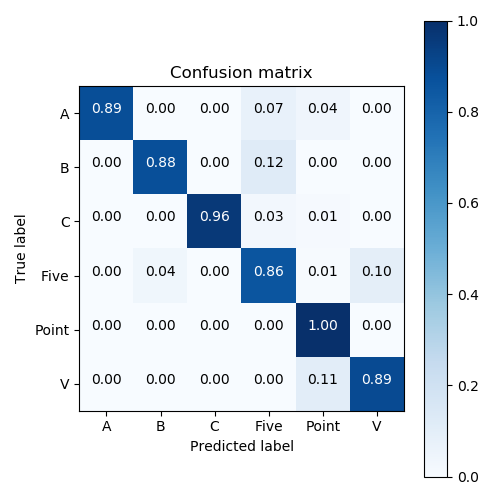 Confusion matrix
1.0
0.8
0.6
0.4
0.2
0.0
True label
A 0.89 0.00 0.00 0.07 0.04 0.00
B 0.00 0.88 0.00 0.12 0.00 0.00
C 0.00 0.00 0.96 0.03 0.01 0.00
Five 0.00 0.04 0.00 0.86 0.01 0.10
Point 0.00 0.00 0.00 0.00 1.00 0.00
V 0.00 0.00 0.00 0.00 0.11 0.89
A B C Five Point V
Predicted label